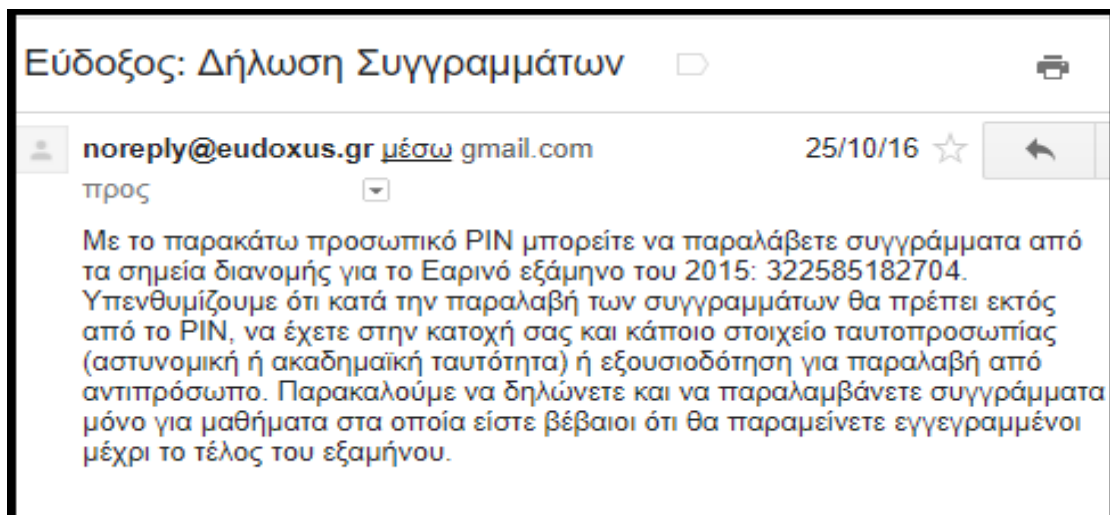 Εύδοξος: Δήλωση Συγγραμμάτων
noreply@eudoxus.gr μέσω gmail.com 25/10/16
προς
Με το παρακάτω προσωπικό PIN μπορείτε να παραλάβετε συγγράμματα από
τα σημεία διανομής για το Εαρινό εξάμηνο του 2015: 322585182704.
Υπενθυμίζουμε ότι κατά την παραλαβή των συγγραμμάτων θα πρέπει εκτός
από το PIN, να έχετε στην κατοχή σας και κάποιο στοιχείο ταυτοπροσωπίας
(αστυνομική ή ακαδημαϊκή ταυτότητα) ή εξουσιοδότηση για παραλαβή από
αντιπρόσωπο. Παρακαλούμε να δηλώνετε και να παραλαμβάνετε συγγράμματα
μόνο για μαθήματα στα οποία είστε βέβαιοι ότι θα παραμείνετε εγγεγραμμένοι
μέχρι το τέλος του εξαμήνου.